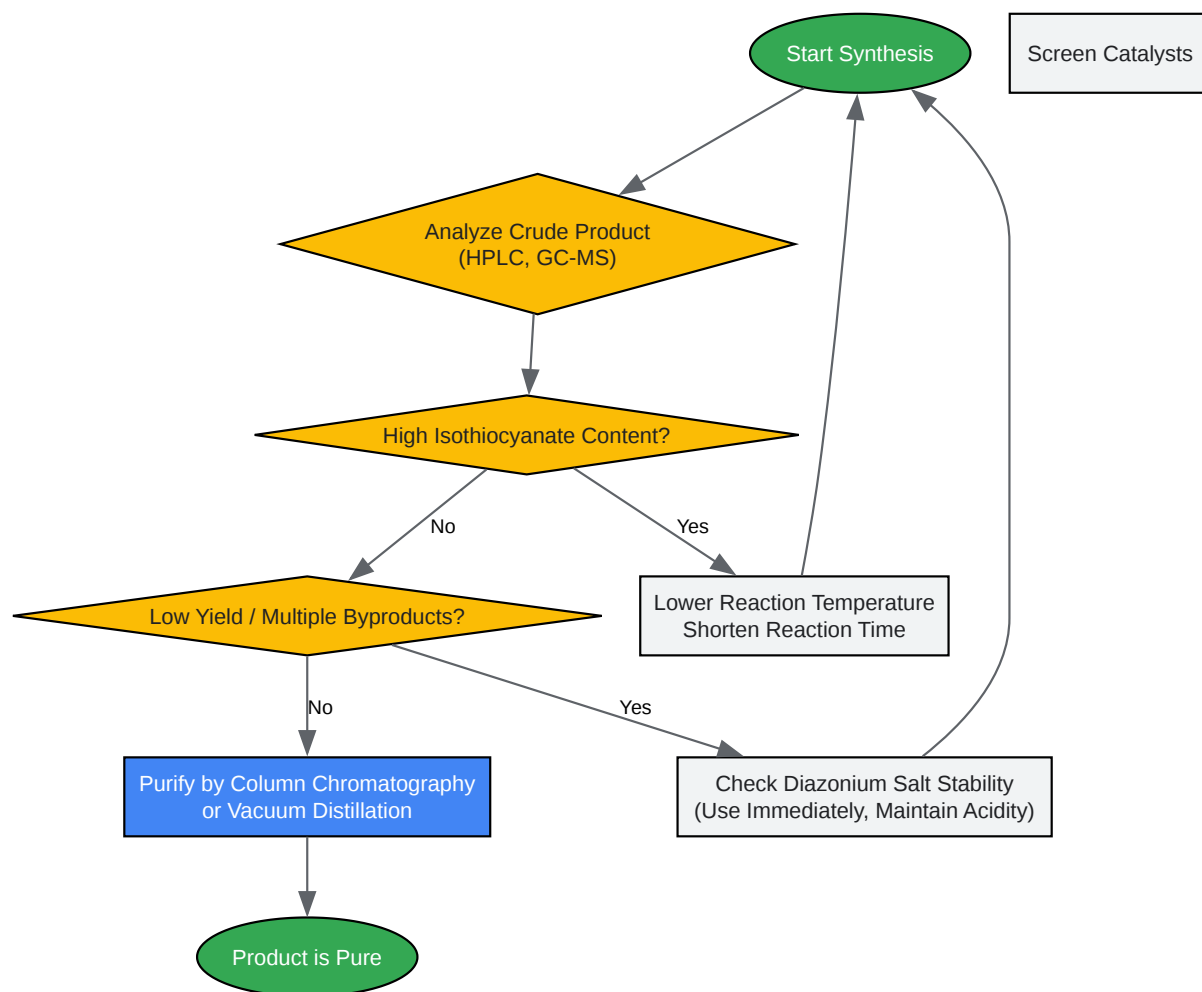 Start Synthesis
Screen Catalysts
Analyze Crude Product
(HPLC, GC-MS)
High Isothiocyanate Content?
No
Yes
Low Yield / Multiple Byproducts?
Lower Reaction Temperature
Shorten Reaction Time
No
Yes
Purify by Column Chromatography
or Vacuum Distillation
Check Diazonium Salt Stability
(Use Immediately, Maintain Acidity)
Product is Pure